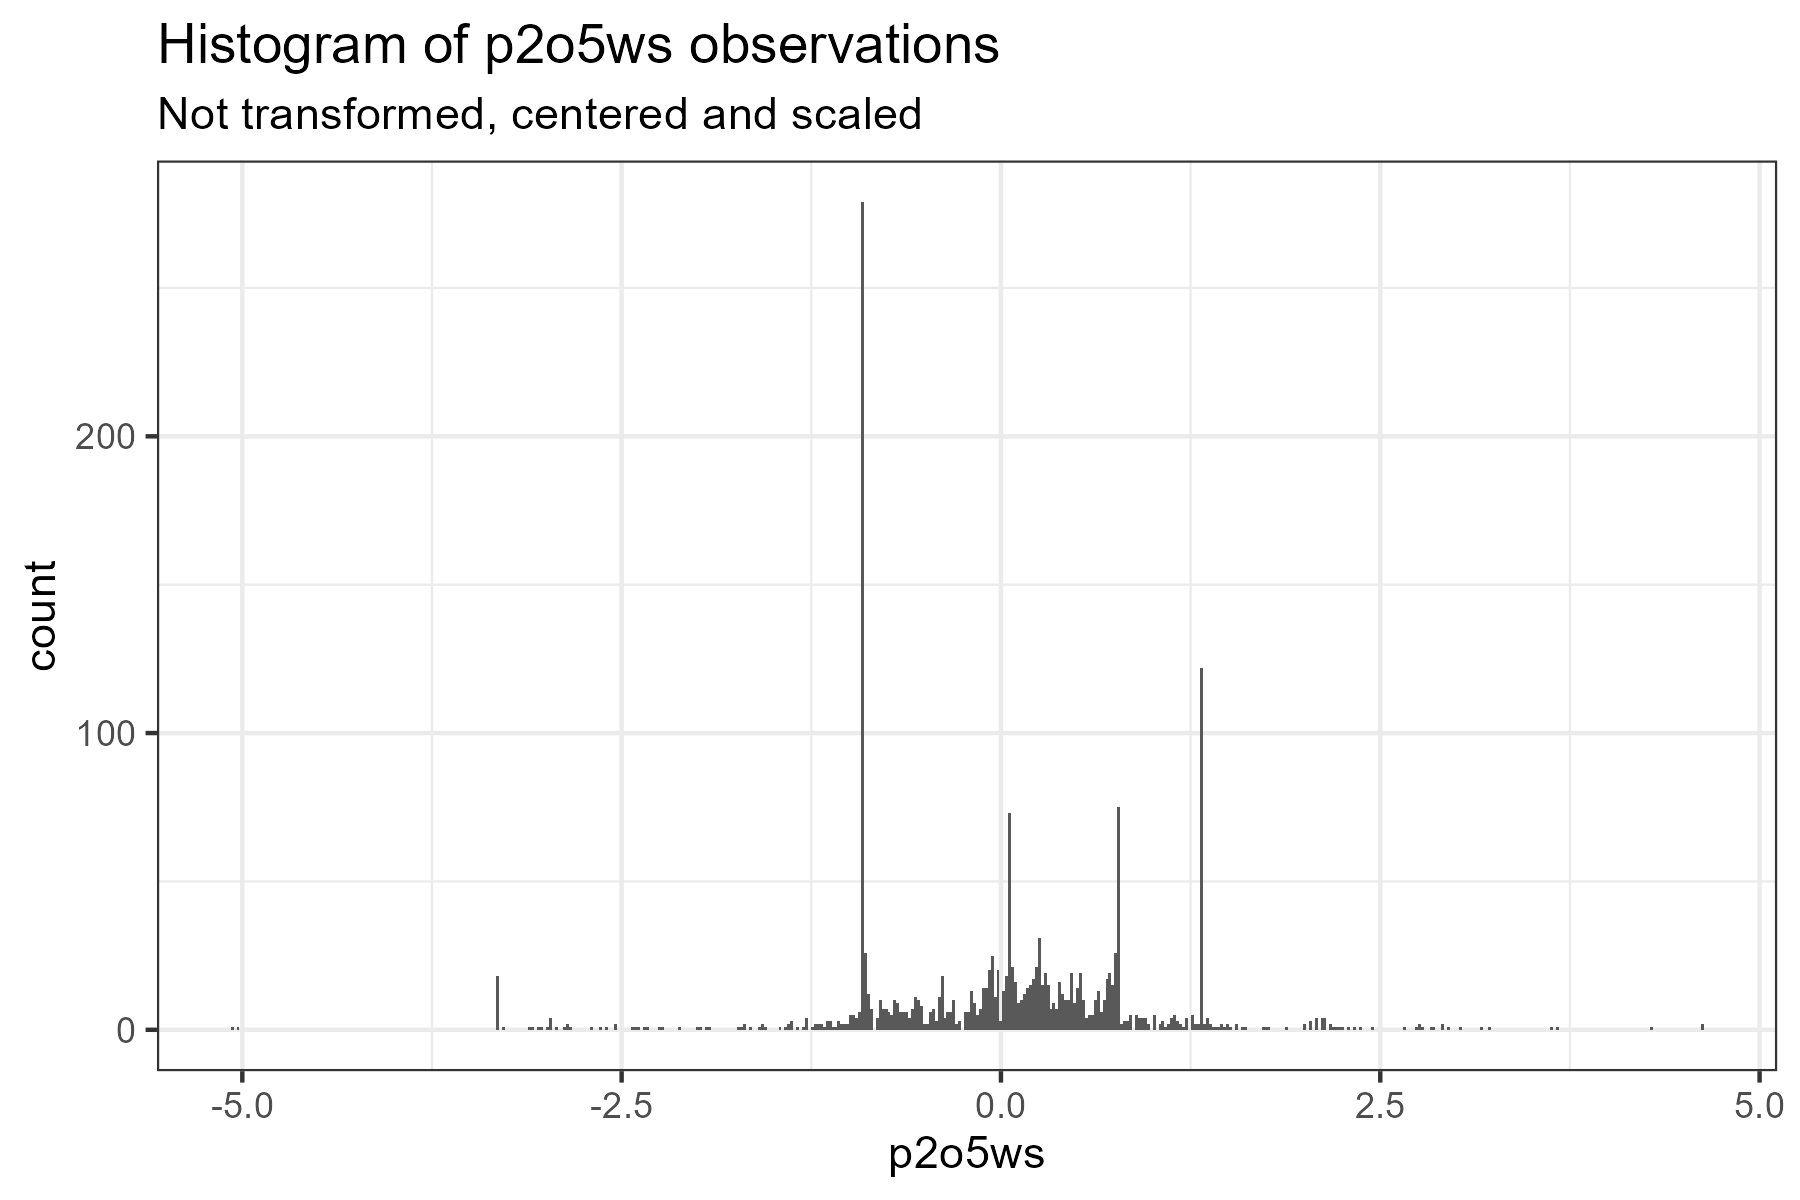 Histogram of p2o5ws observations
Not transformed, centered and scaled
count
200
100
0
-5.0
-2.5
0.0
2.5
5.0
p2o5ws